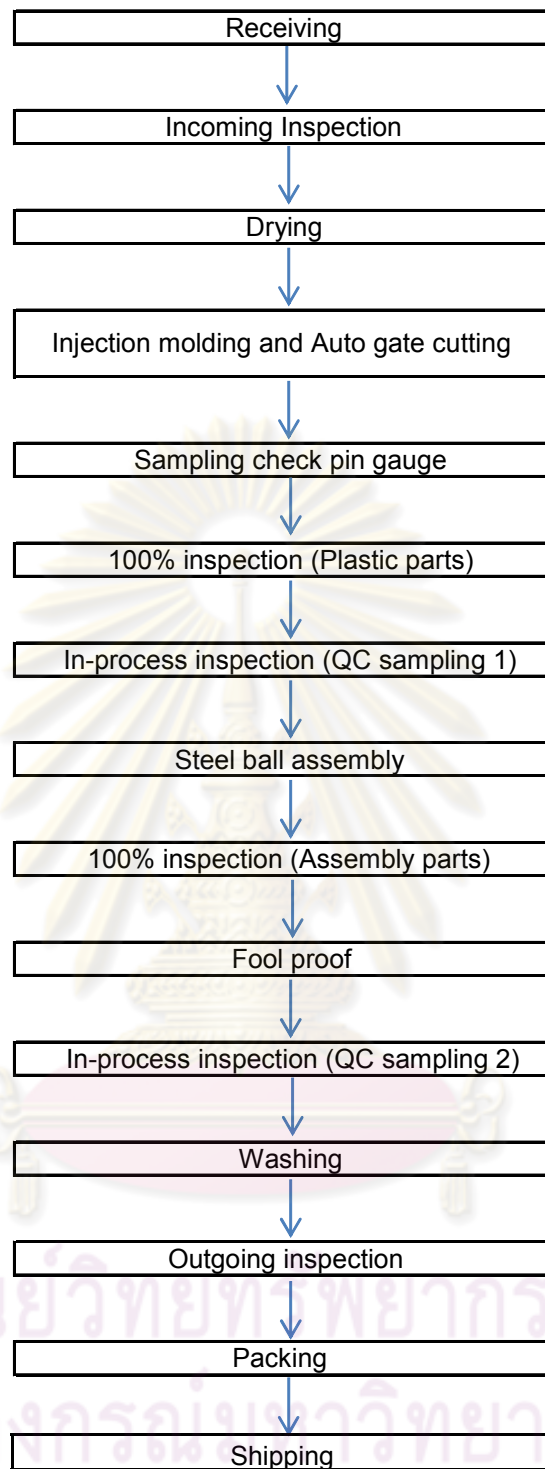 Receiving
Incoming Inspection
Drying
Injection molding and Auto gate cutting
Sampling check pin gauge
100% inspection (Plastic parts)
In-process inspection (QC sampling 1)
Steel ball assembly
100% inspection (Assembly parts)
Fool proof
In-process inspection (QC sampling 2)
Washing
Outgoing inspection
Packing
Shipping